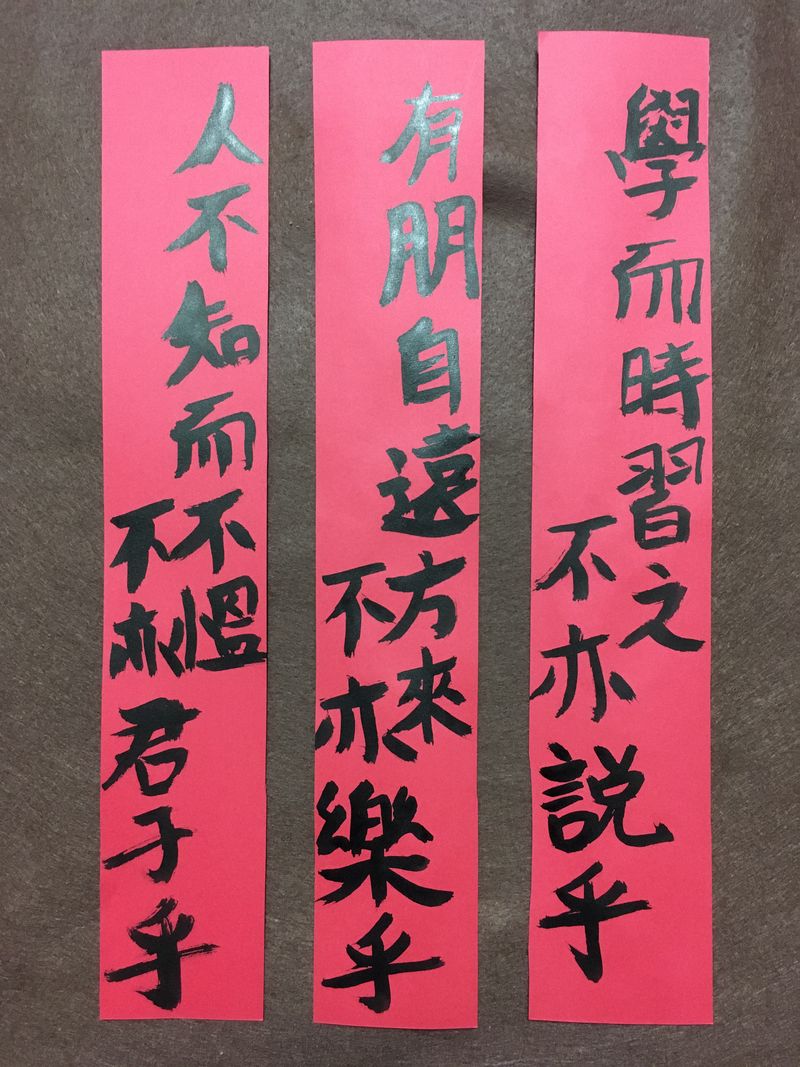 學而時習之
不亦説乎
有朋自遠方來
不亦樂乎
人不知而不愠
不亦君子乎